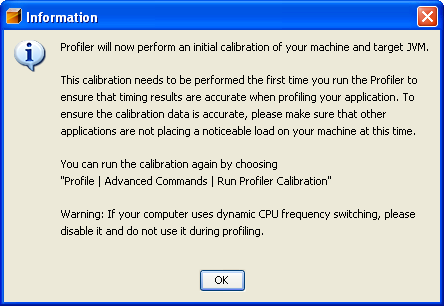 Information
Profiler will now perform an initial calibration of your machine and target JVM.
This calibration needs to be performed the first time you run the Profiler to
ensure that timing results are accurate when profiling your application. To
ensure the calibration data is accurate, please make sure that other
applications are not placing a noticeable load on your machine at this time.
You can run the calibration again by choosing
"Profile | Advanced Commands | Run Profiler Calibration"
Warning: If your computer uses dynamic CPU frequency switching, please
disable it and do not use it during profiling.
OK